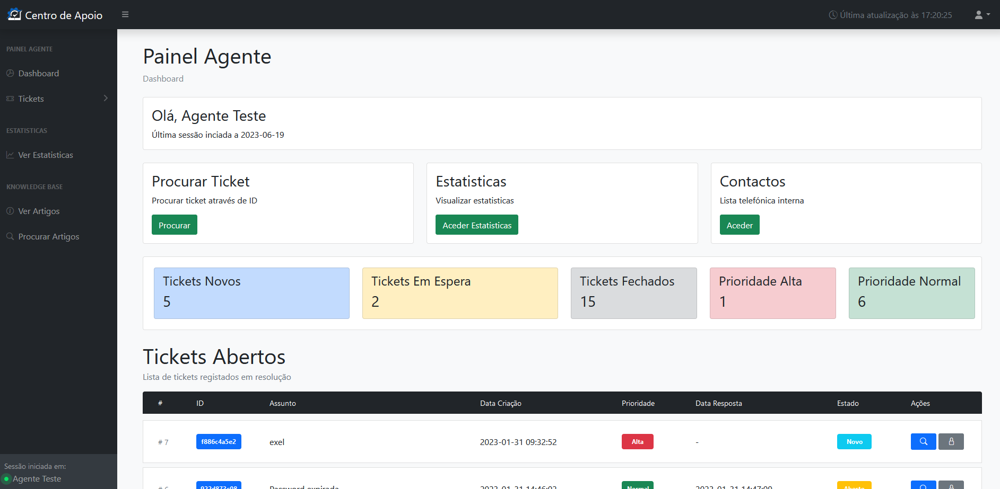 Centro de Apoio
Última atualização às 17:20:25
PAINEL AGENTE
Dashboard
Tickets
ESTATISTICAS
Ver Estatisticas
KNOWLEDGE BASE
Ver Artigos
Procurar Artigos
Sessão iniciada em:
Agente Teste
Painel Agente
Dashboard
Olá, Agente Teste
Última sessão inciada a 2023-06-19
Procurar Ticket
Procurar ticket através de ID
Procurar
Estatisticas
Visualizar estatisticas
Aceder Estatisticas
Contactos
Lista telefónica interna
Aceder
Tickets Novos
5
Tickets Em Espera
2
Tickets Fechados
15
Prioridade Alta
1
Prioridade Normal
6
Tickets Abertos
Lista de tickets registados em resolução
# ID Assunto Data Criação Prioridade Data Resposta Estado Ações
# 7 f886c4a5e2 exel 2023-01-31 09:32:52 Alta - Novo
# 6 922d873c08 Password expirada 2023-01-31 14:46:02 Normal 2023-01-31 14:47:09 Aberto